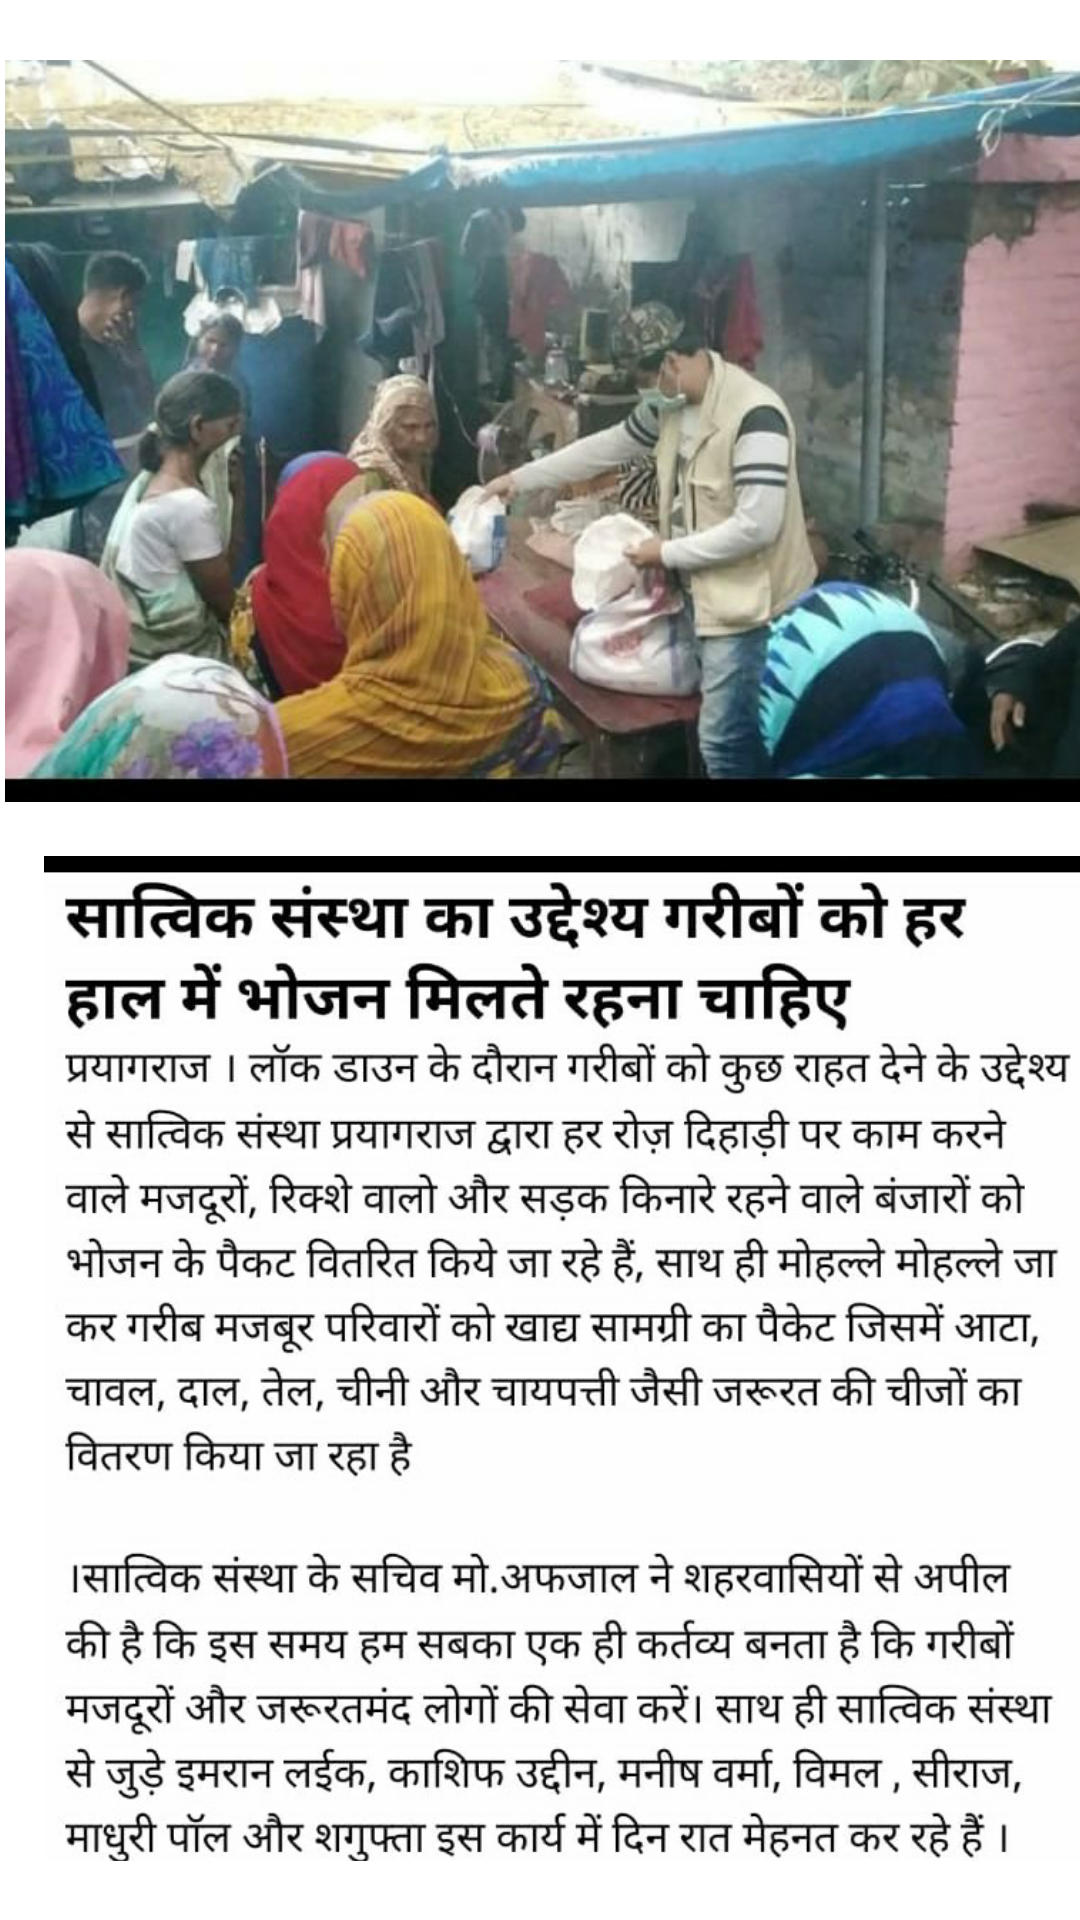 सात्विक संस्था का उद्देश्य गरीबों को हर
हाल में भोजन मिलते रहना चाहिए
प्रयागराज । लॉक डाउन के दौरान गरीबों को कुछ राहत देने के उद्देश्य
से सात्विक संस्था प्रयागराज द्वारा हर रोज़ दिहाड़ी पर काम करने
वाले मजदूरों, रिक्शे वालो और सड़क किनारे रहने वाले बंजारों को
भोजन के पैकट वितरित किये जा रहे हैं, साथ ही मोहल्ले मोहल्ले जा
कर गरीब मजबूर परिवारों को खाद्य सामग्री का पैकेट जिसमें आटा,
चावल, दाल, तेल, चीनी और चायपत्ती जैसी जरूरत की चीजों का
वितरण किया जा रहा है
।सात्विक संस्था के सचिव मो.अफजाल ने शहरवासियों से अपील
की है कि इस समय हम सबका एक ही कर्तव्य बनता है कि गरीबों
मजदूरों और जरूरतमंद लोगों की सेवा करें। साथ ही सात्विक संस्था
से जुड़े इमरान लईक, काशिफ उद्दीन, मनीष वर्मा, विमल , सीराज,
माधुरी पॉल और शगुफ्ता इस कार्य में दिन रात मेहनत कर रहे हैं ।